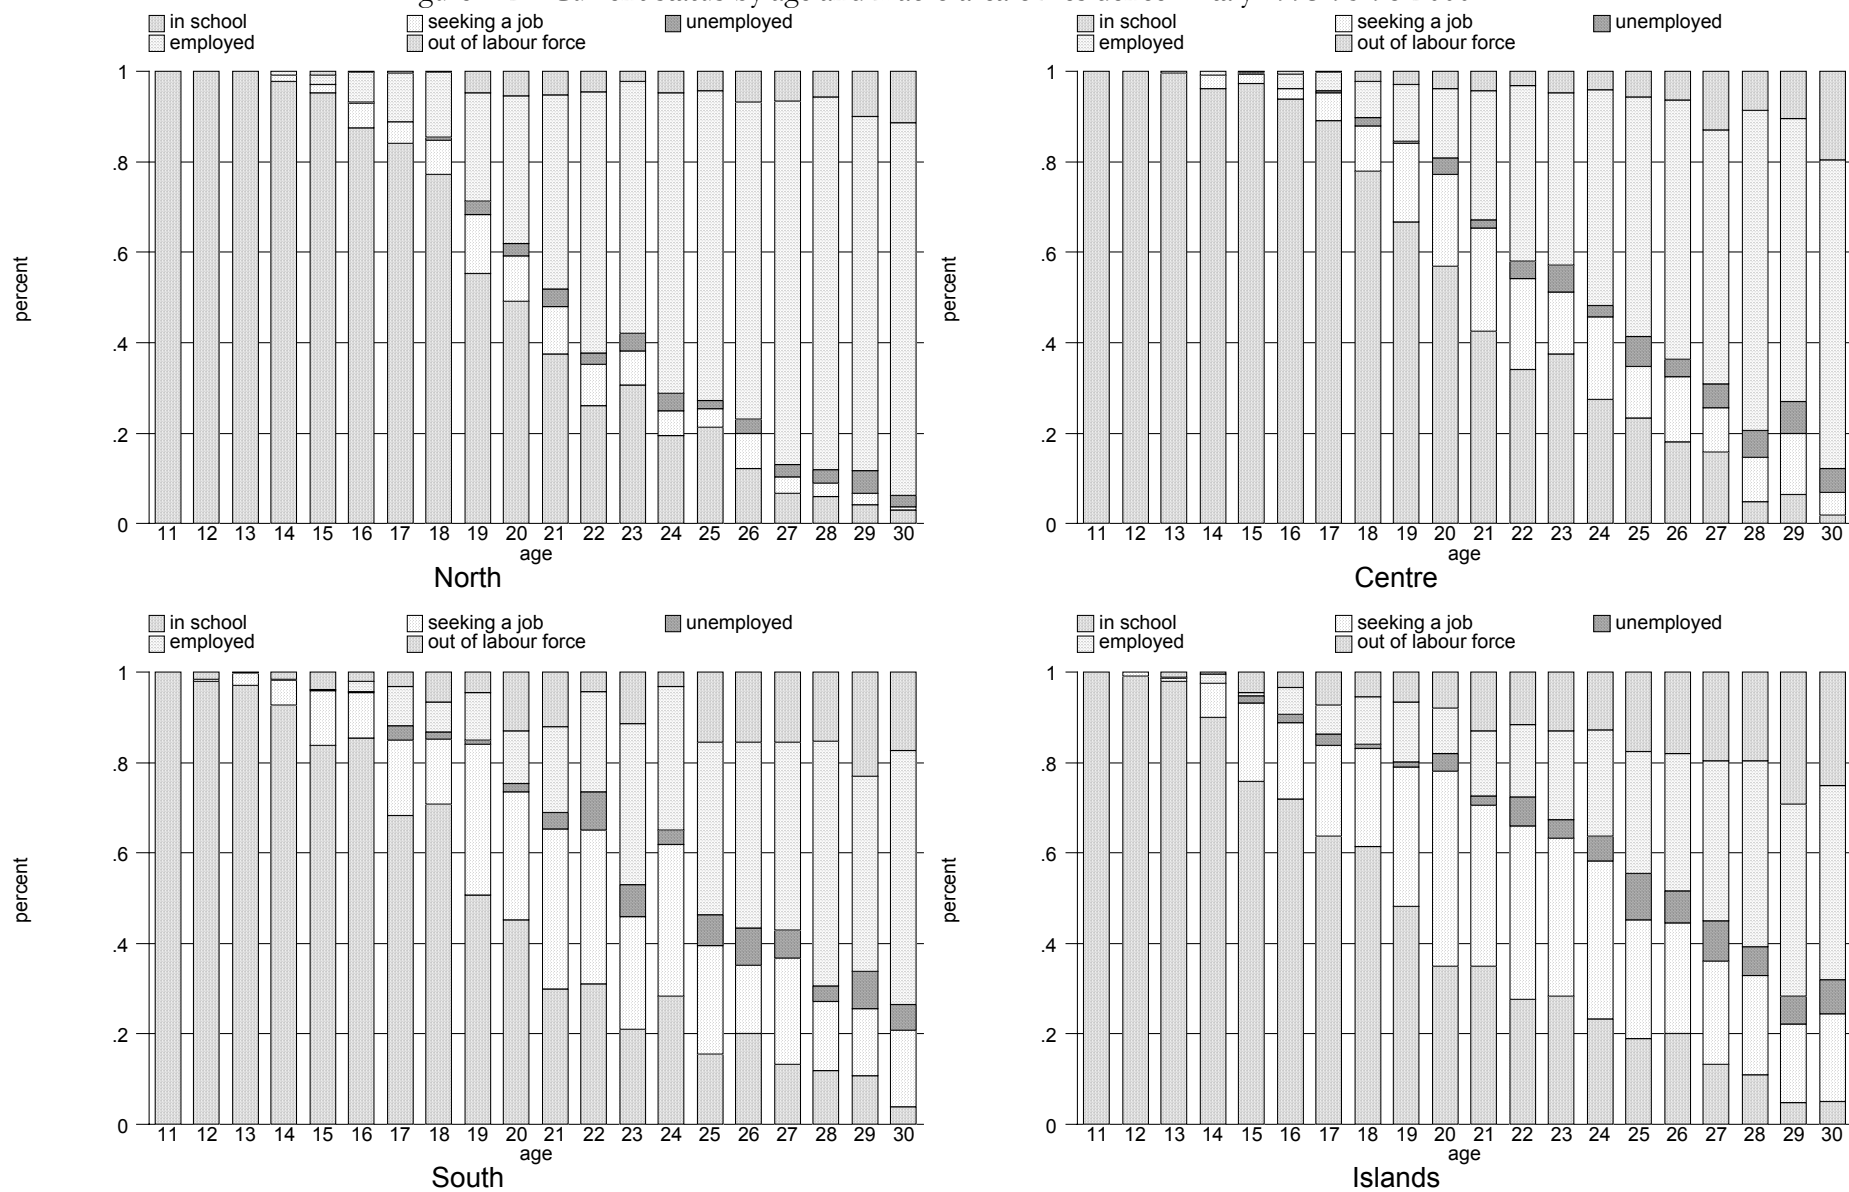 in school seeking a job unemployed
employed out of labour force
percent
1
.8
.6
.4
.2
0
11 12 13 14 15 16 17 18 19 20 21 22 23 24 25 26 27 28 29 30
age
North
in school seeking a job unemployed
employed out of labour force
percent
1
.8
.6
.4
.2
0
11 12 13 14 15 16 17 18 19 20 21 22 23 24 25 26 27 28 29 30
age
Centre
in school seeking a job unemployed
employed out of labour force
percent
1
.8
.6
.4
.2
0
11 12 13 14 15 16 17 18 19 20 21 22 23 24 25 26 27 28 29 30
age
South
in school seeking a job unemployed
employed out of labour force
percent
1
.8
.6
.4
.2
0
11 12 13 14 15 16 17 18 19 20 21 22 23 24 25 26 27 28 29 30
age
Islands